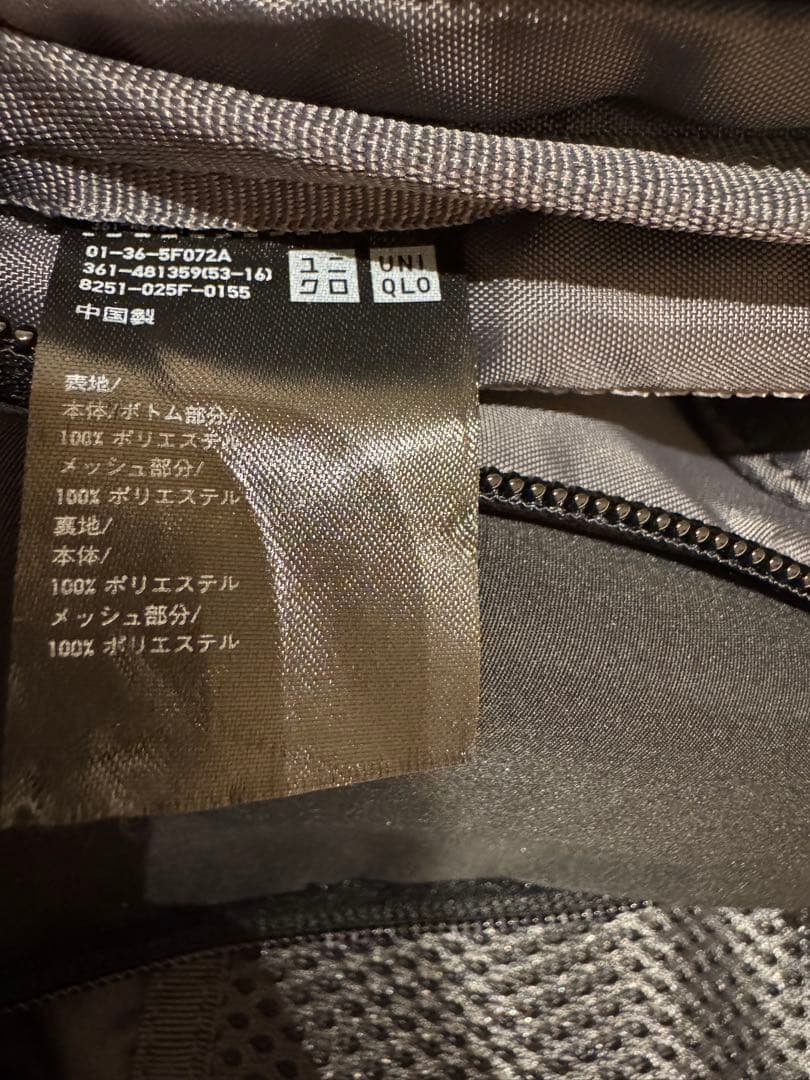 01-36-5F072A
361-481359(53-16)
8251-025F-0155
中国製
ユニ
クロ
UNI
QLO
表地/
本体/ボトム部分/
100% ポリエステル
メッシュ部分/
100% ポリエステル
裏地/
本体/
100% ポリエステル
メッシュ部分/
100% ポリエステル